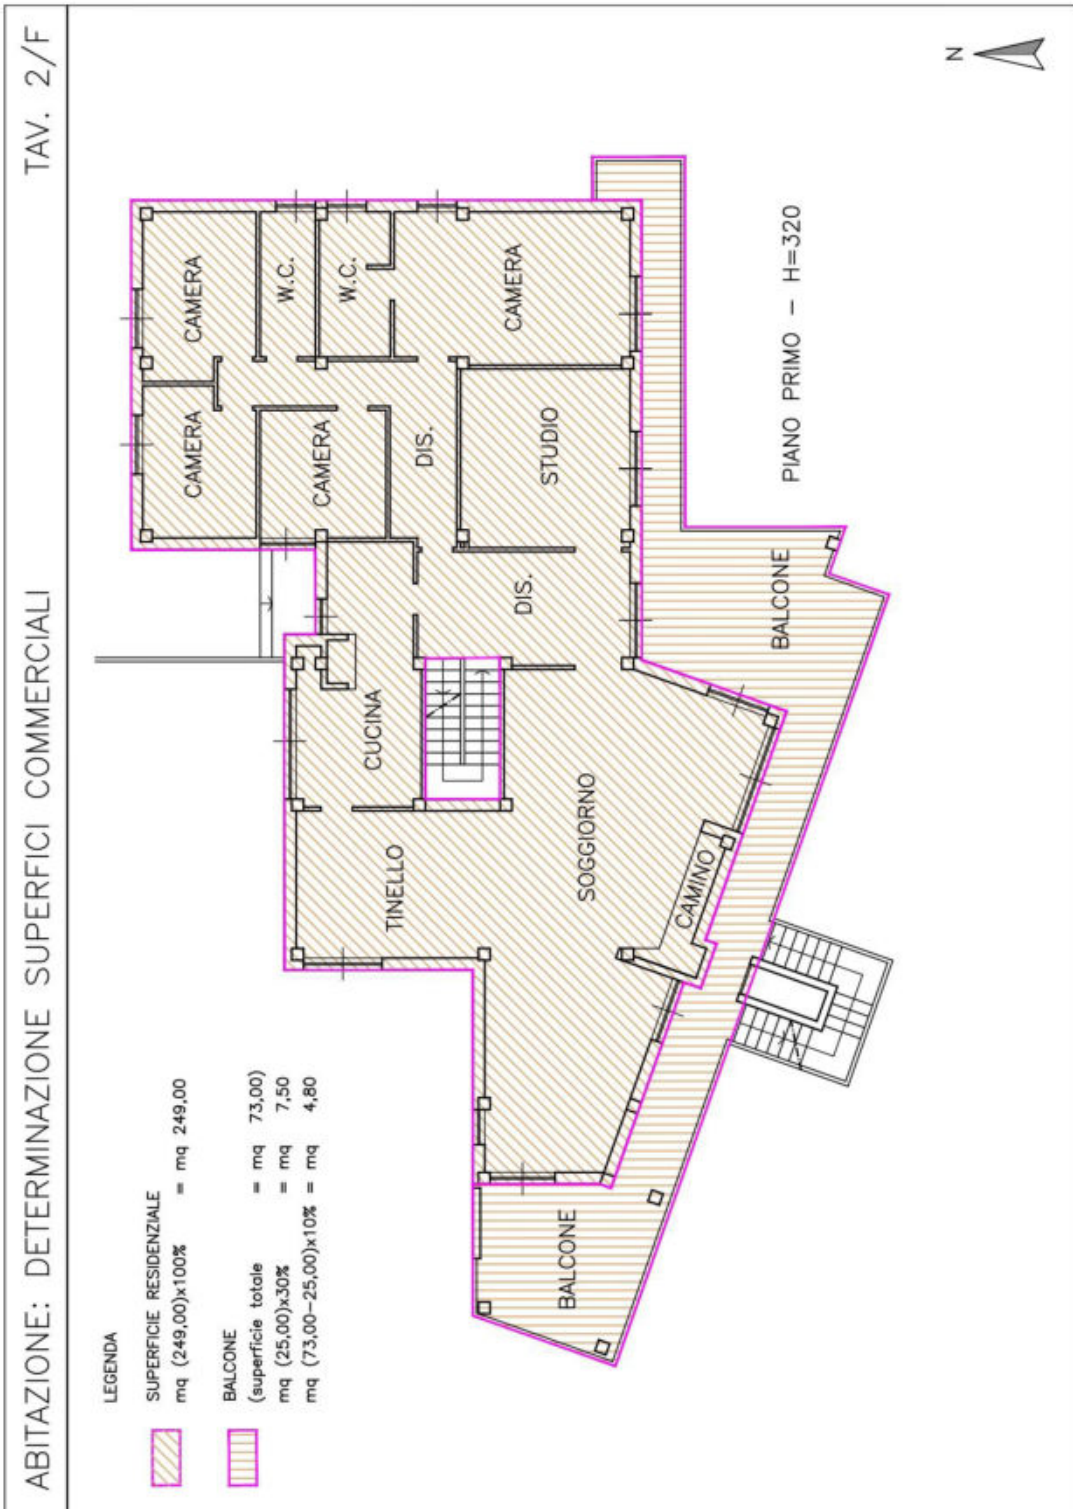 ABITAZIONE: DETERMINAZIONE SUPERFICI COMMERCIALI TAV. 2/F
LEGENDA
SUPERFICIE RESIDENZIALE
mq (249,00)x100% = mq 249,00
BALCONE
(superficie totale = mq 73,00)
mq (25,00)x30% = mq 7,50
mq (73,00-25,00)x10% = mq 4,80
CAMERA
CAMERA
W.C.
CAMERA
W.C.
CUCINA
TINELLO
DIS.
CAMERA
STUDIO
DIS.
SOGGIORNO
CAMINO
BALCONE
BALCONE
PIANO PRIMO – H=320
N